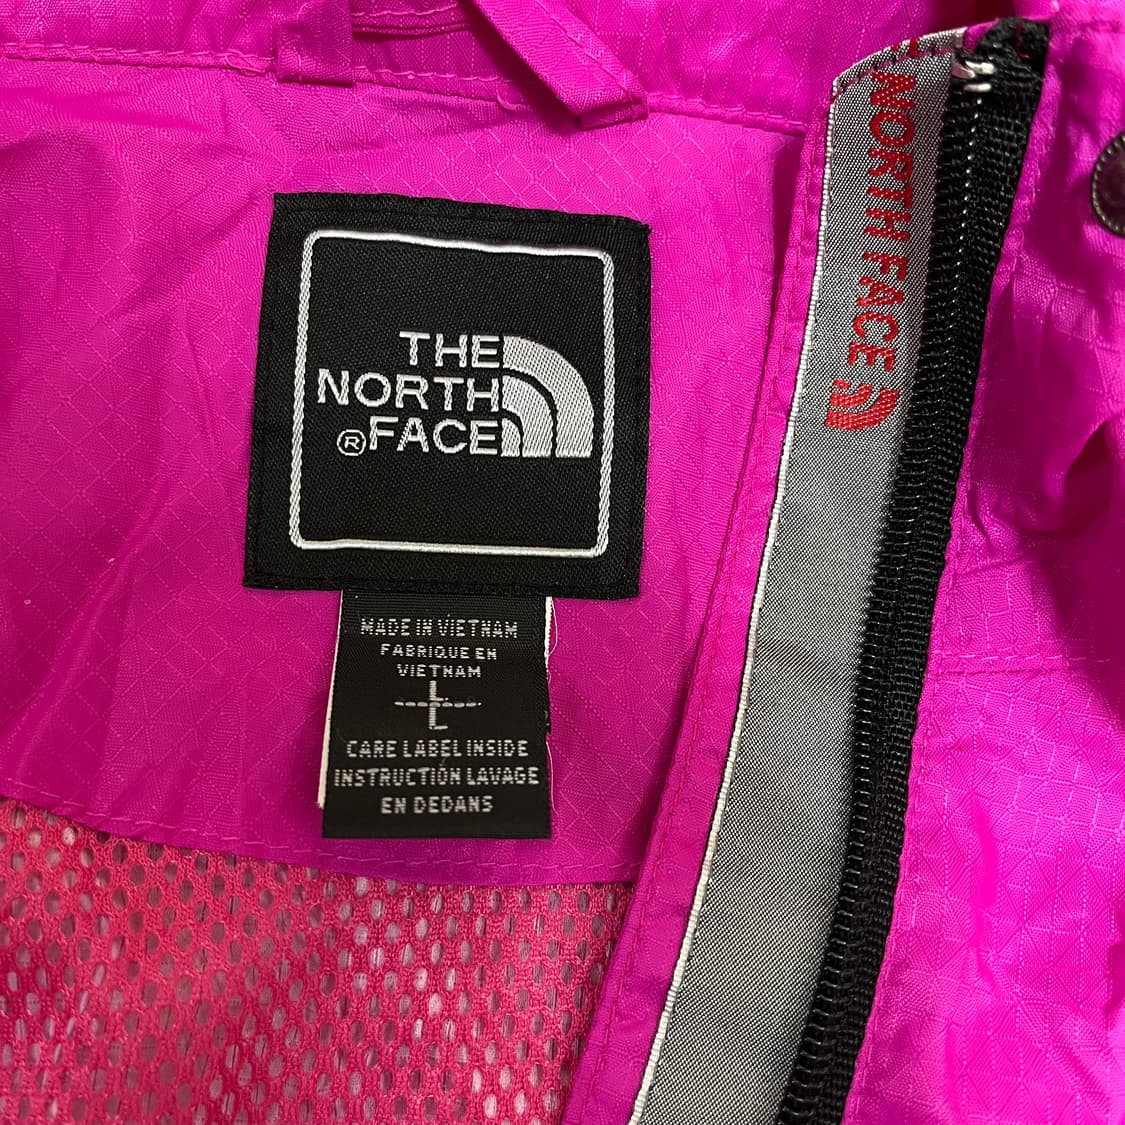 THE
NORTH
®FACE
MADE IN VIETNAM
FABRIQUE EN
VIETNAM
L
L
CARE LABEL INSIDE
INSTRUCTION LAVAGE
EN DEDANS
NORTH FACE